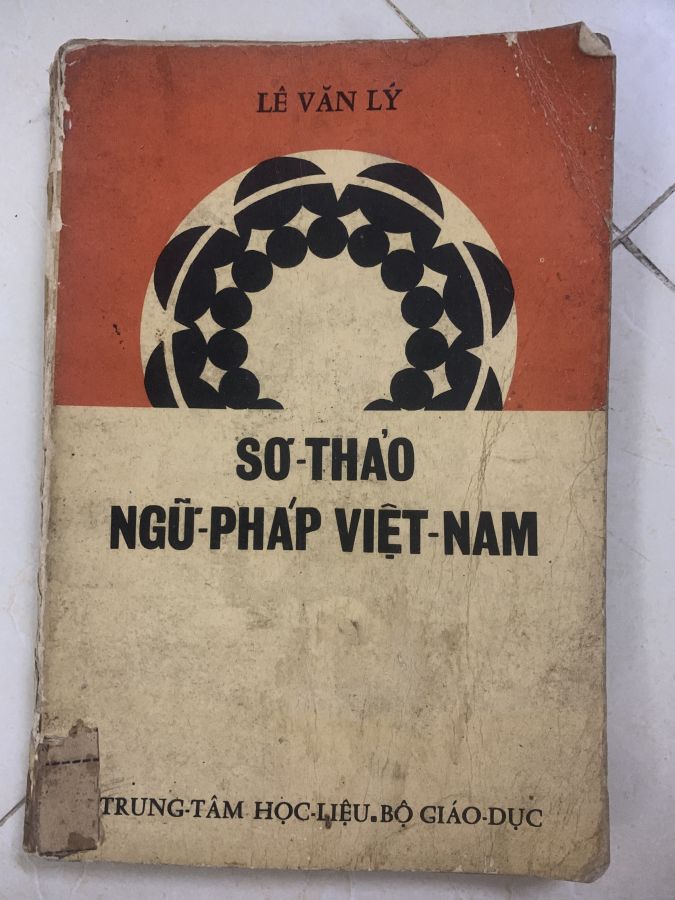 LÊ VĂN LÝ
SƠ-THẢO
NGỮ-PHÁP VIỆT-NAM
TRUNG-TÂM HỌC-LIỆU.BỘ GIÁO-DỤC